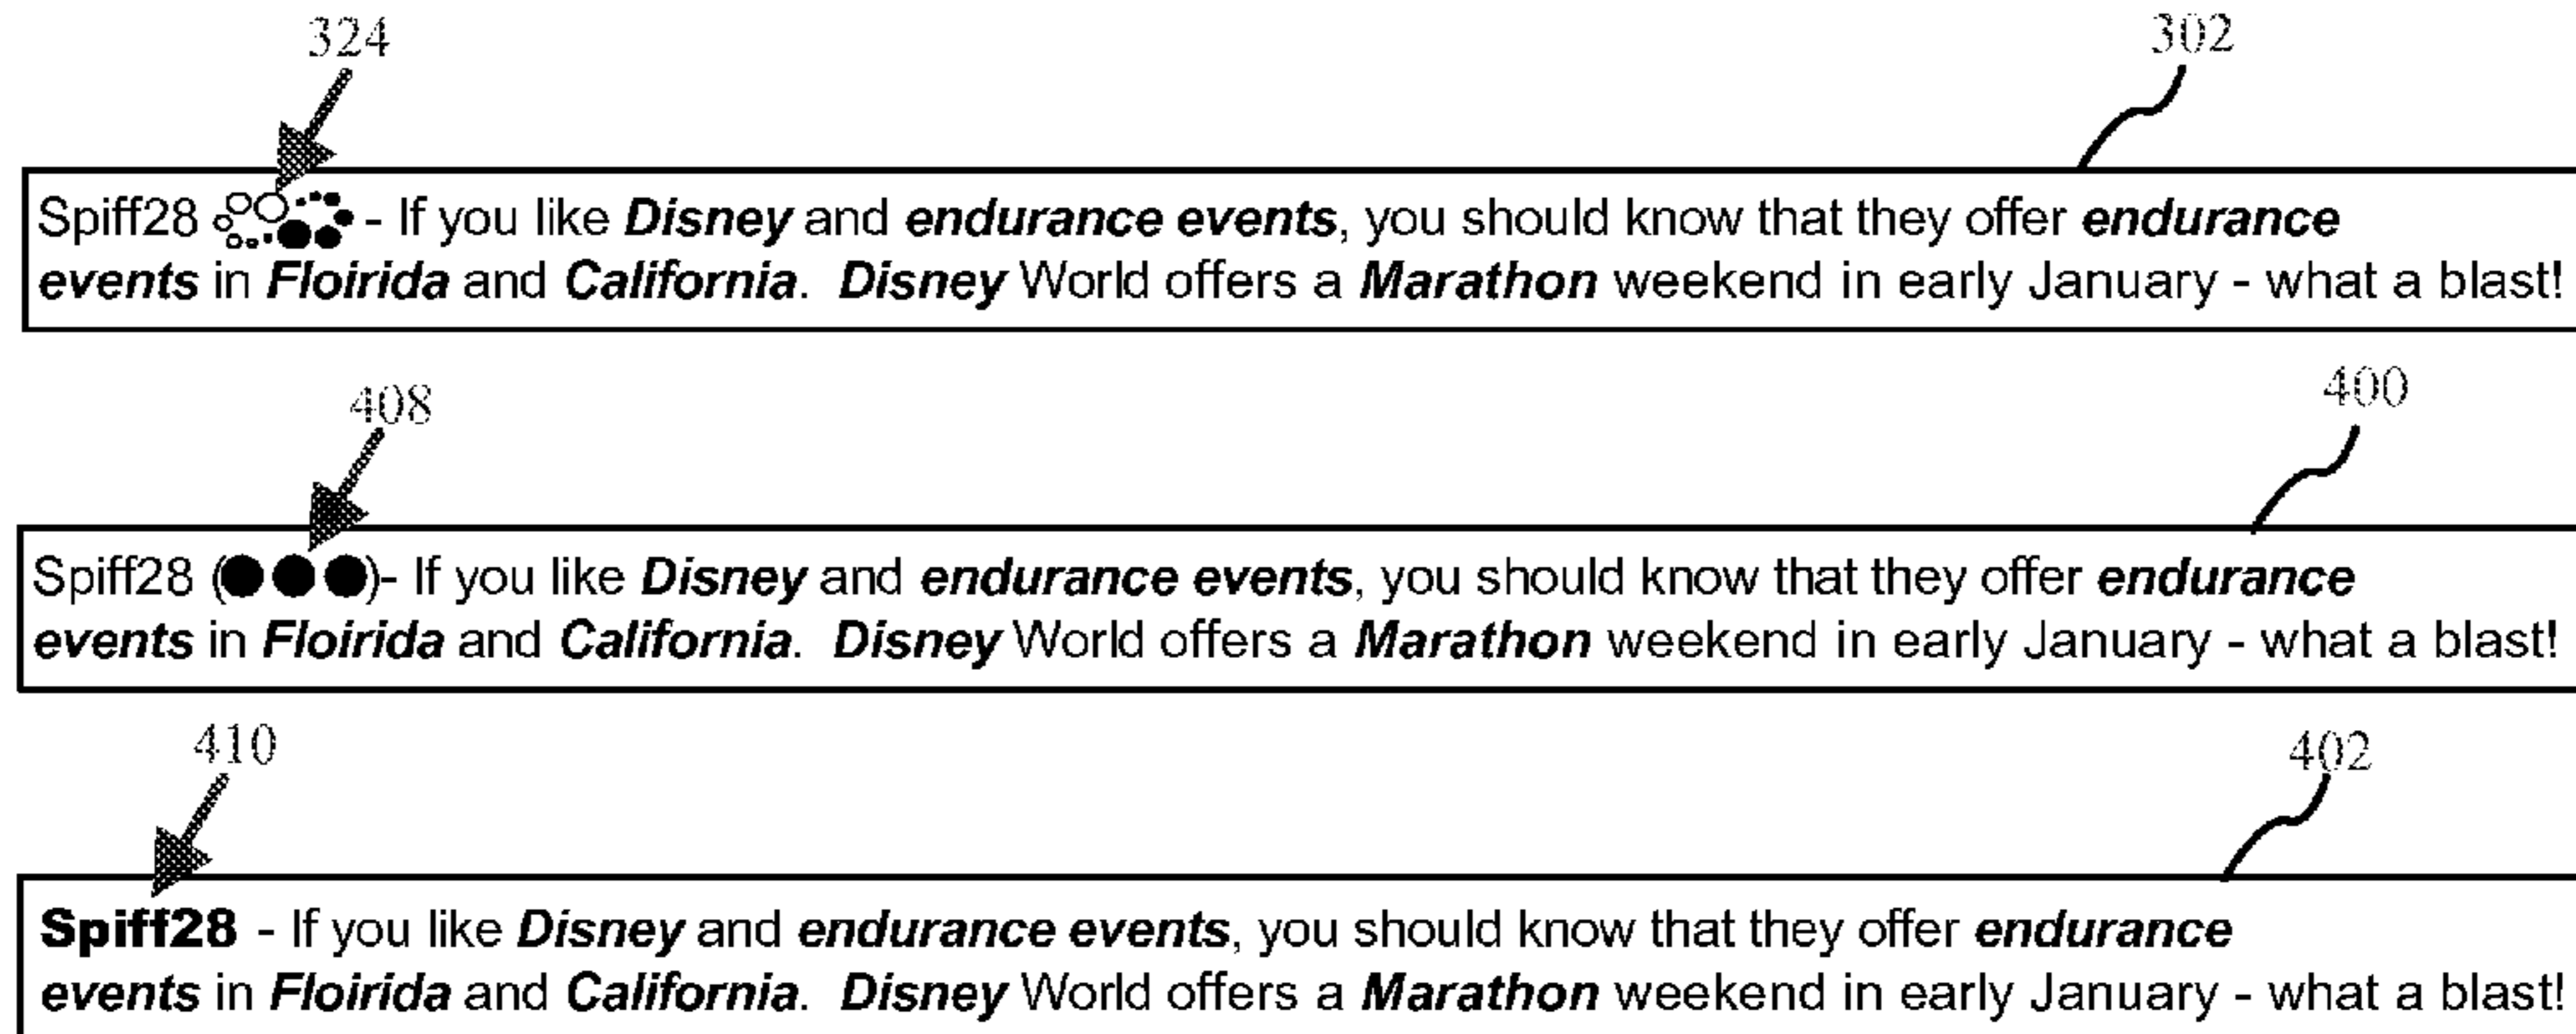 324
302
Spiff28 - If you like Disney and endurance events, you should know that they offer endurance
events in Floirida and California. Disney World offers a Marathon weekend in early January - what a blast!
408
400
Spiff28 (●●●)- If you like Disney and endurance events, you should know that they offer endurance
events in Floirida and California. Disney World offers a Marathon weekend in early January - what a blast!
410
402
Spiff28 - If you like Disney and endurance events, you should know that they offer endurance
events in Floirida and California. Disney World offers a Marathon weekend in early January - what a blast!